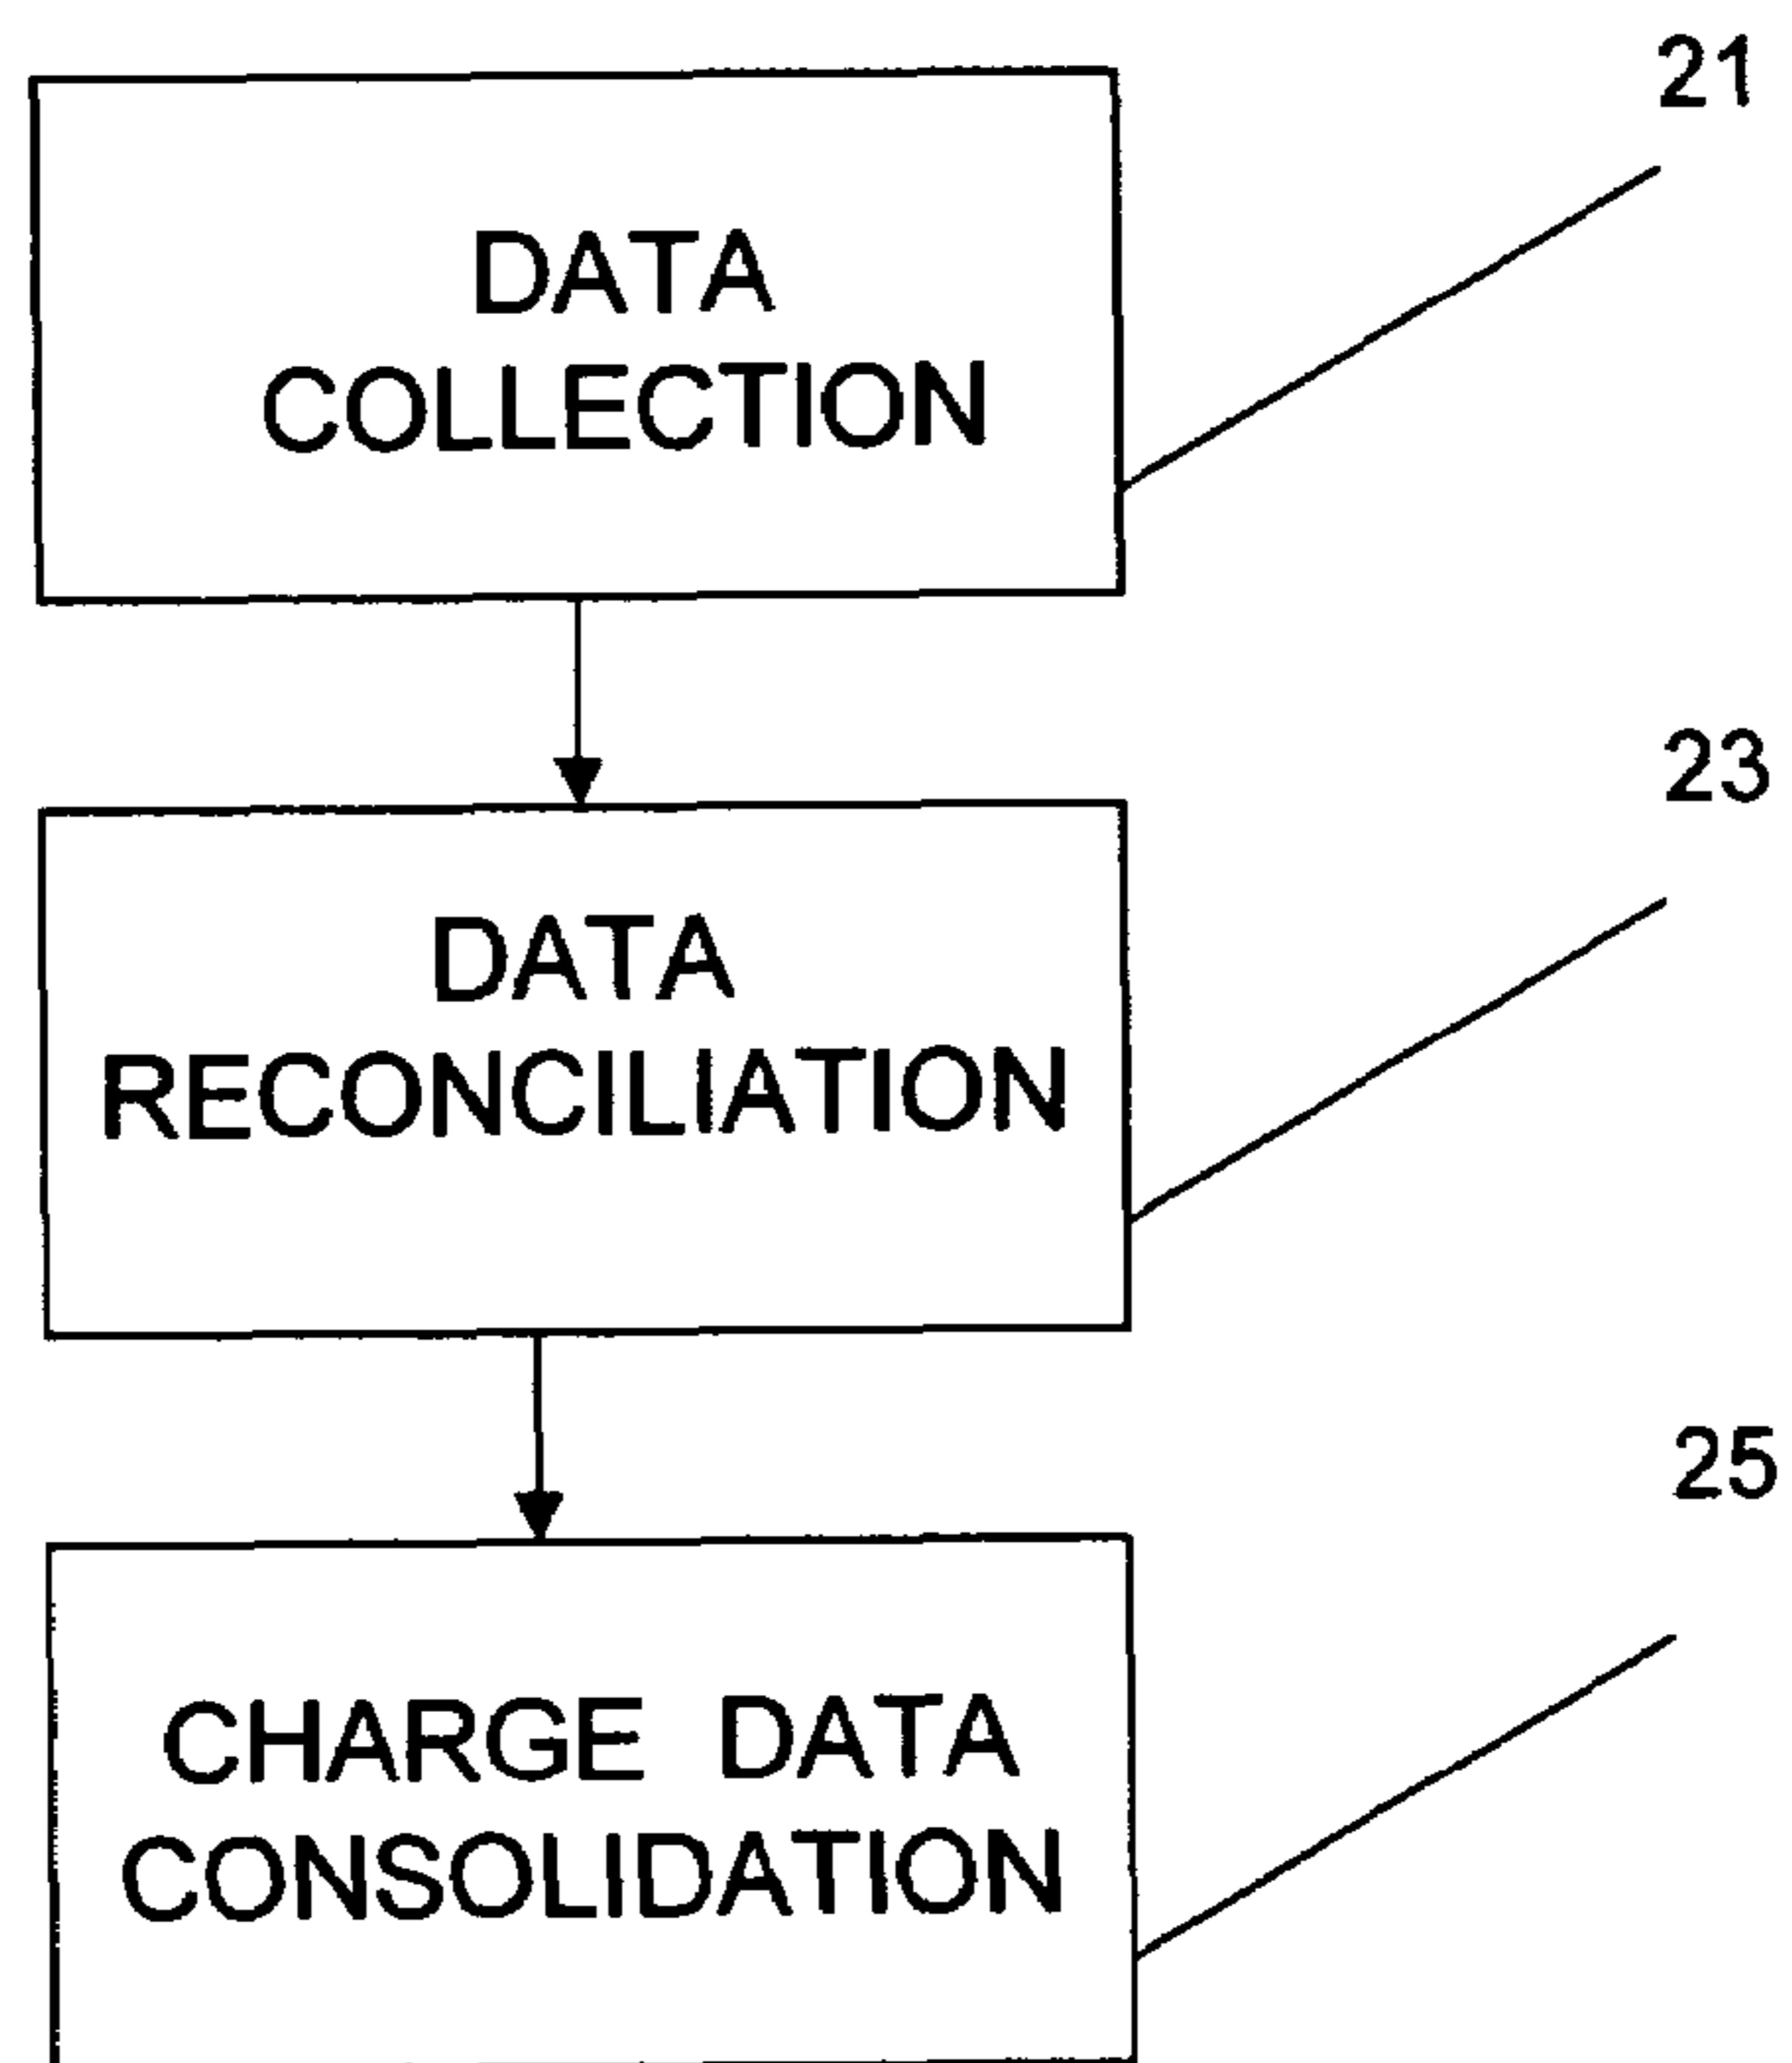 21
DATA
COLLECTION
23
DATA
RECONCILIATION
25
CHARGE DATA
CONSOLIDATION